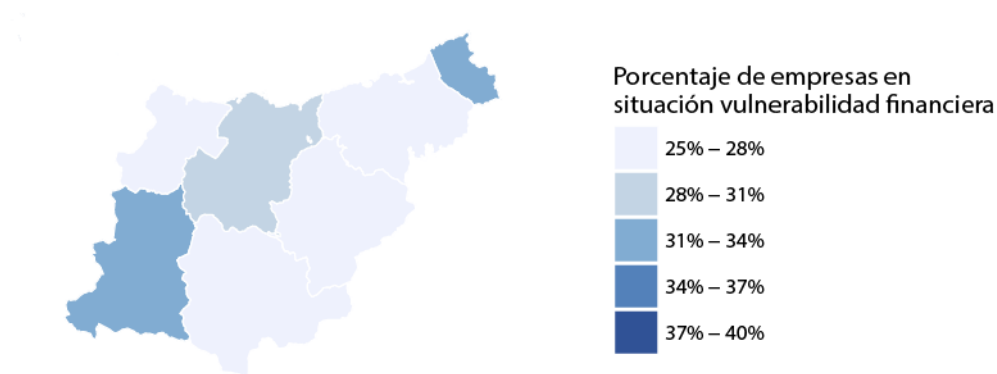 Porcentaje de empresas en
situación vulnerabilidad financiera
25% – 28%
28% – 31%
31% – 34%
34% – 37%
37% – 40%